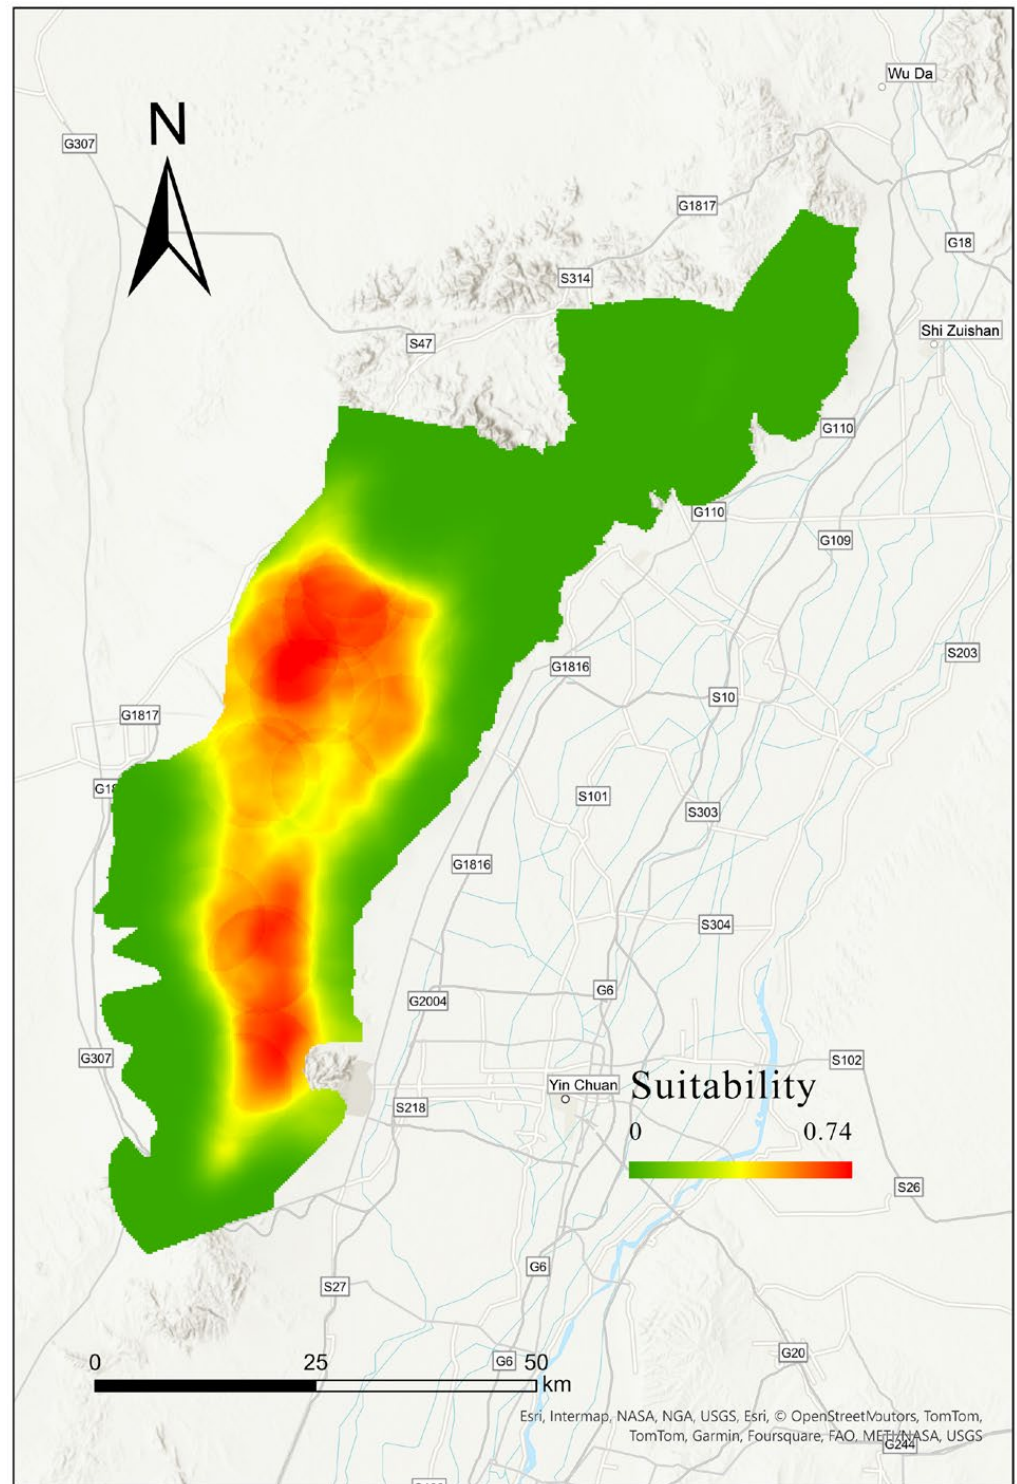 Wu Da
N
G307
G1817
G18
S314
Shi Zuishan
S47
G110
G110
G109
S203
G1816
S10
G1817
G18
S101
S303
G1816
S304
G6
G2004
G307
S102
Yin Chuan
Suitability
S218
0 0.74
S26
G6
S27
G20
0 25 50
km
G6
Esri, Intermap, NASA, NGA, USGS, Esri, © OpenStreetMoutors, TomTom,
TomTom, Garmin, Foursquare, FAO, METI/NASA, USGS
G244